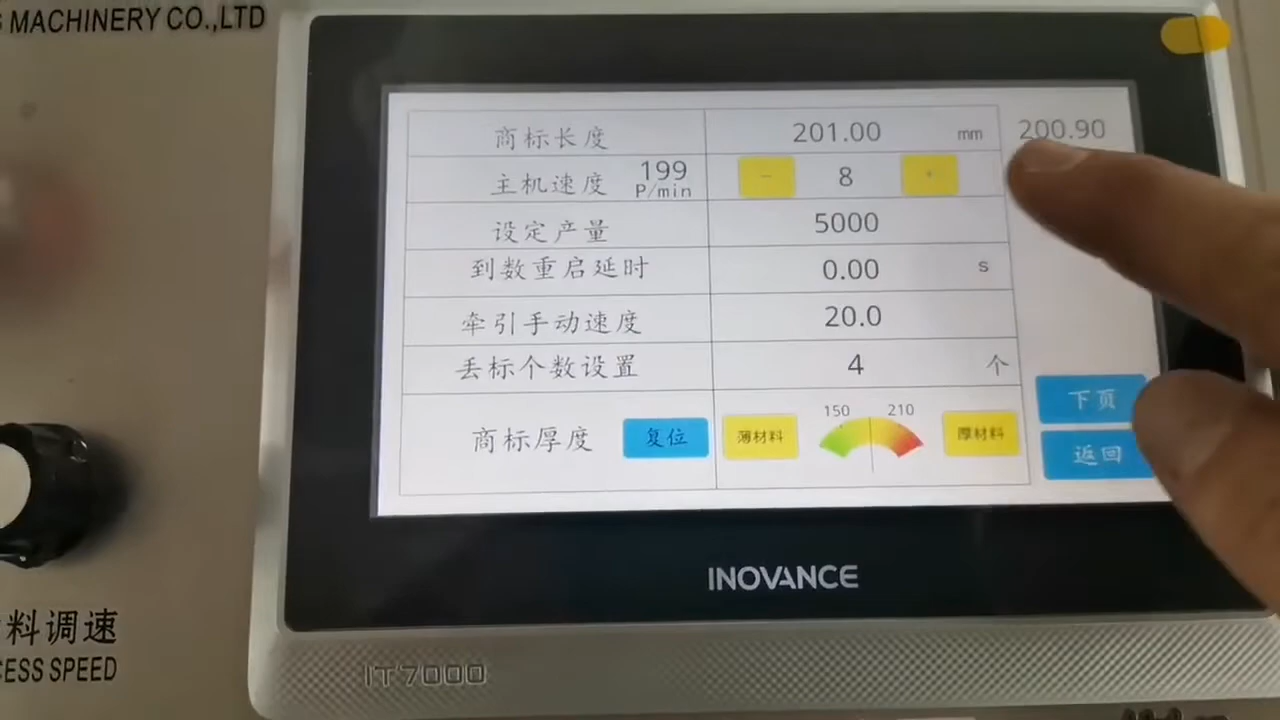 MACHINERY CO.,LTD
商标长度 201.00 mm 200.90
主机速度 199 P/min − 8 +
设定产量 5000
到数重启延时 0.00 s
牵引手动速度 20.0
丢标个数设置 4 个
商标厚度 复位 薄材料 150 210 厚材料
下页
返回
INOVANCE
IT7000
料调速
CESS SPEED